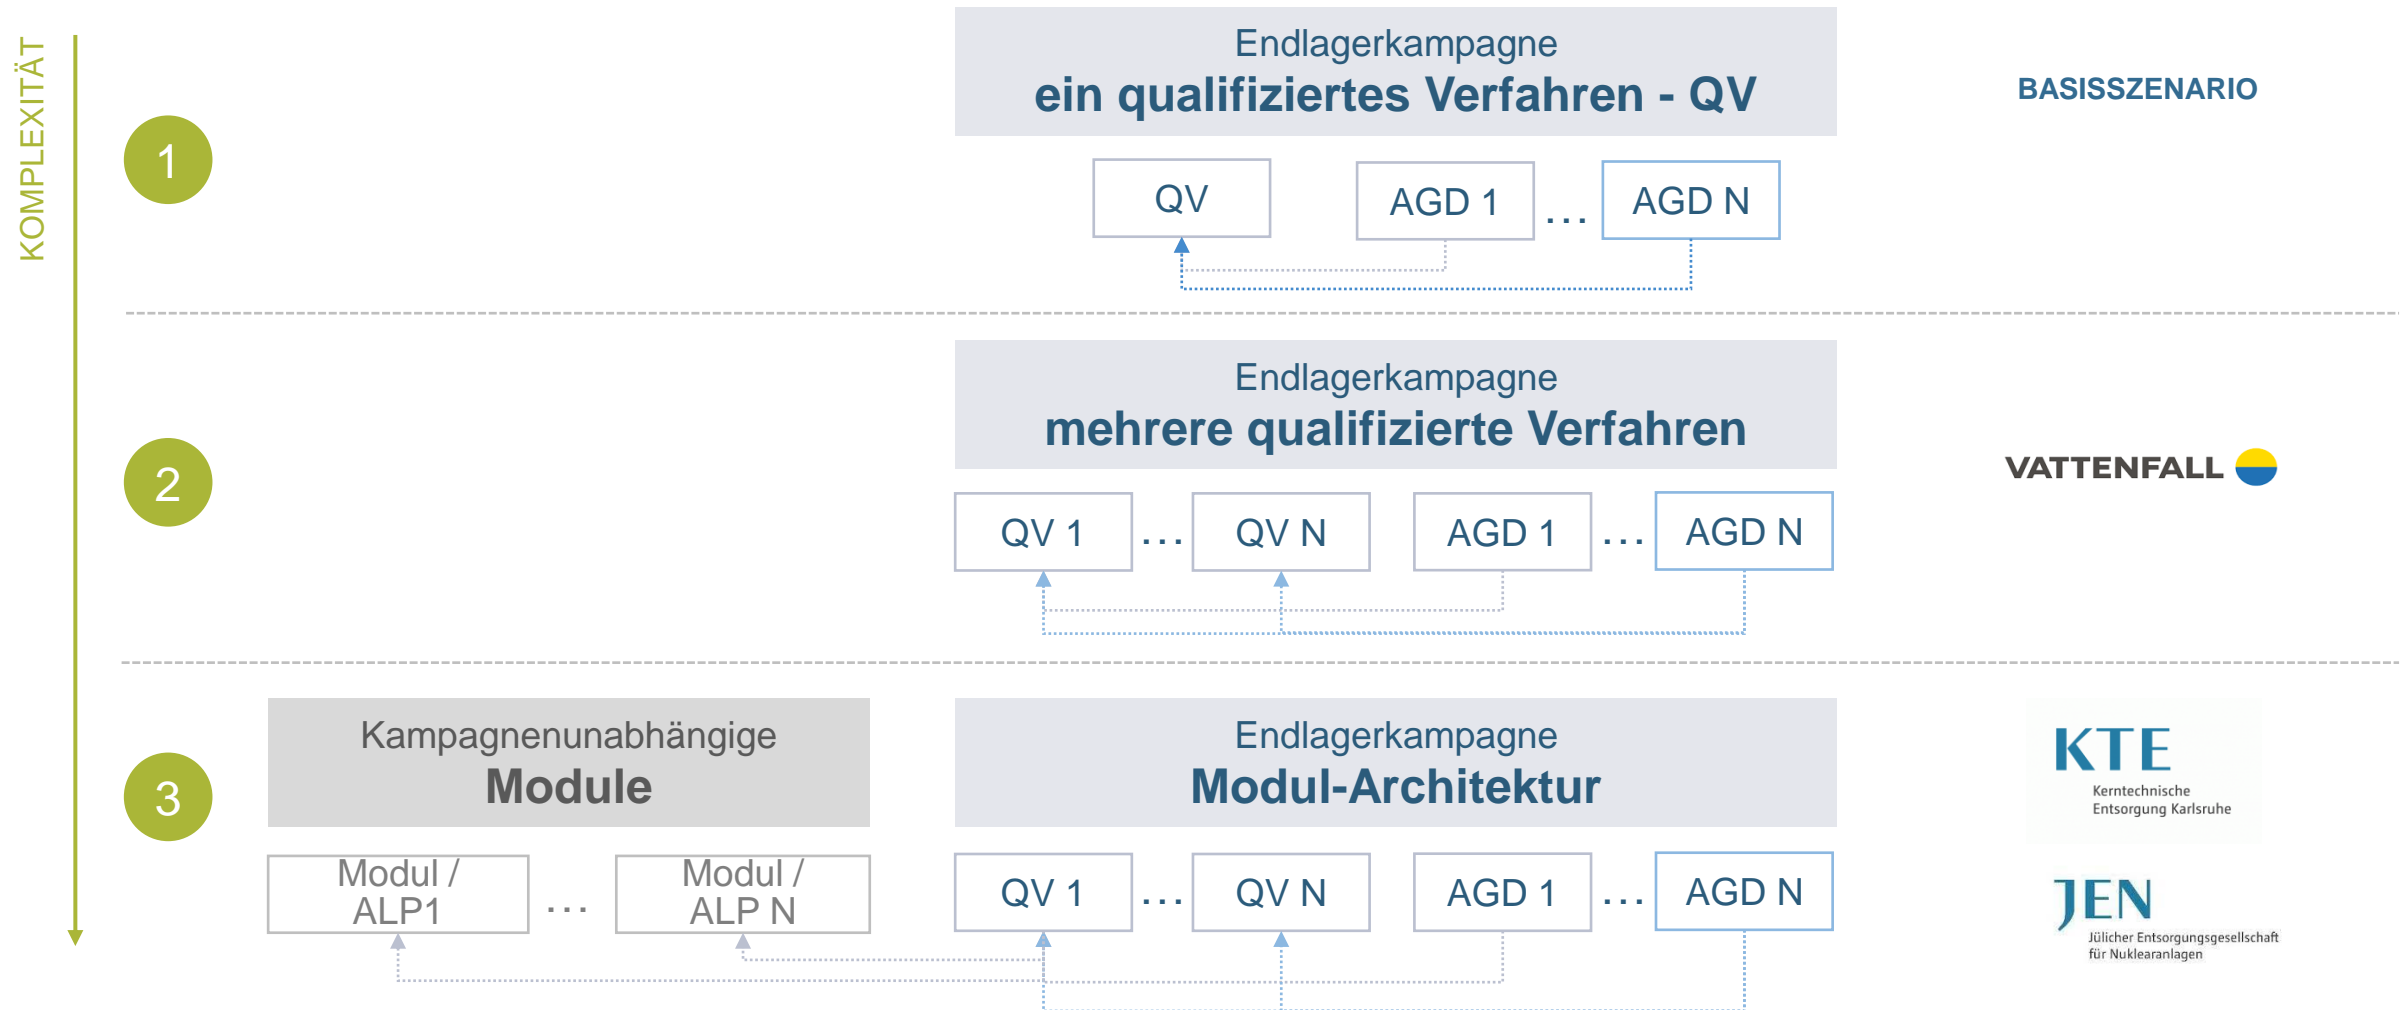 KOMPLEXITÄT
Endlagerkampagne
ein qualifiziertes Verfahren - QV
BASISSZENARIO
1
QV
AGD 1
...
AGD N
Endlagerkampagne
mehrere qualifizierte Verfahren
2
VATTENFALL
QV 1
...
QV N
AGD 1
...
AGD N
Kampagnenunabhängige
Module
Endlagerkampagne
Modul-Architektur
3
KTE
Kerntechnische
Entsorgung Karlsruhe
Modul /
ALP1
...
Modul /
ALP N
QV 1
...
QV N
AGD 1
...
AGD N
JEN
Jülicher Entsorgungsgesellschaft
für Nuklearanlagen